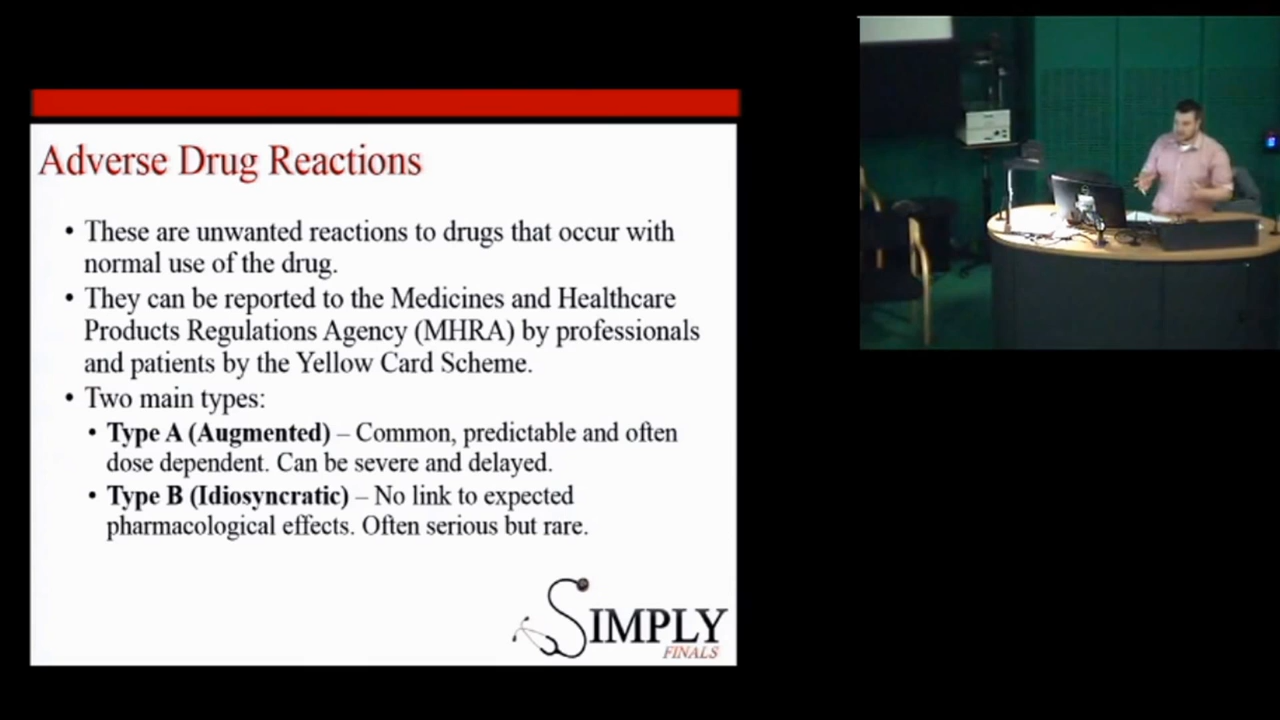 Adverse Drug Reactions
• These are unwanted reactions to drugs that occur with
normal use of the drug.
• They can be reported to the Medicines and Healthcare
Products Regulations Agency (MHRA) by professionals
and patients by the Yellow Card Scheme.
• Two main types:
• Type A (Augmented) – Common, predictable and often
dose dependent. Can be severe and delayed.
• Type B (Idiosyncratic) – No link to expected
pharmacological effects. Often serious but rare.
SIMPLY
FINALS